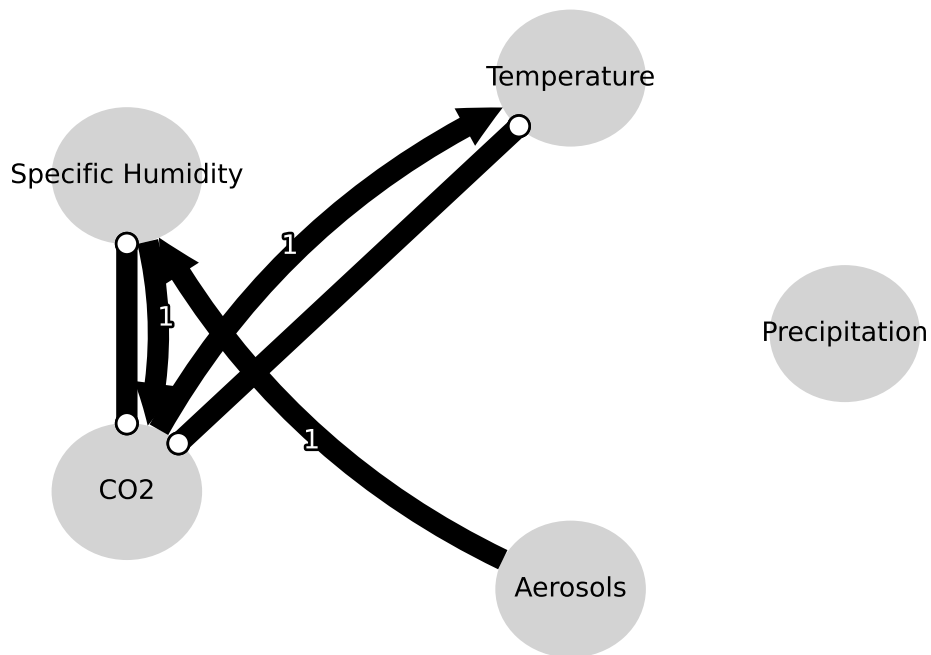 Temperature
Specific Humidity
1
1
Precipitation
1
CO2
Aerosols